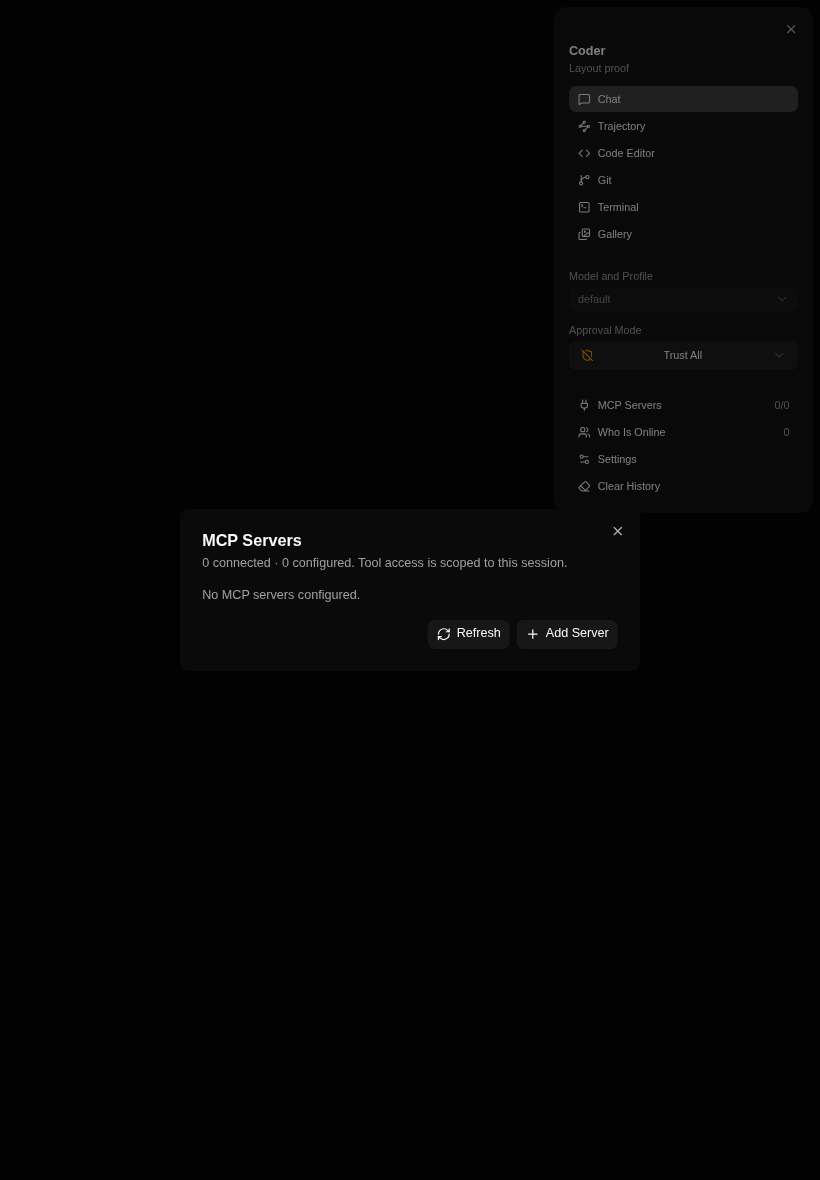 Coder
Layout proof
Chat
Trajectory
Code Editor
Git
Terminal
Gallery
Model and Profile
default
Approval Mode
Trust All
MCP Servers 0/0
Who Is Online 0
Settings
Clear History
MCP Servers
0 connected · 0 configured. Tool access is scoped to this session.
No MCP servers configured.
Refresh Add Server